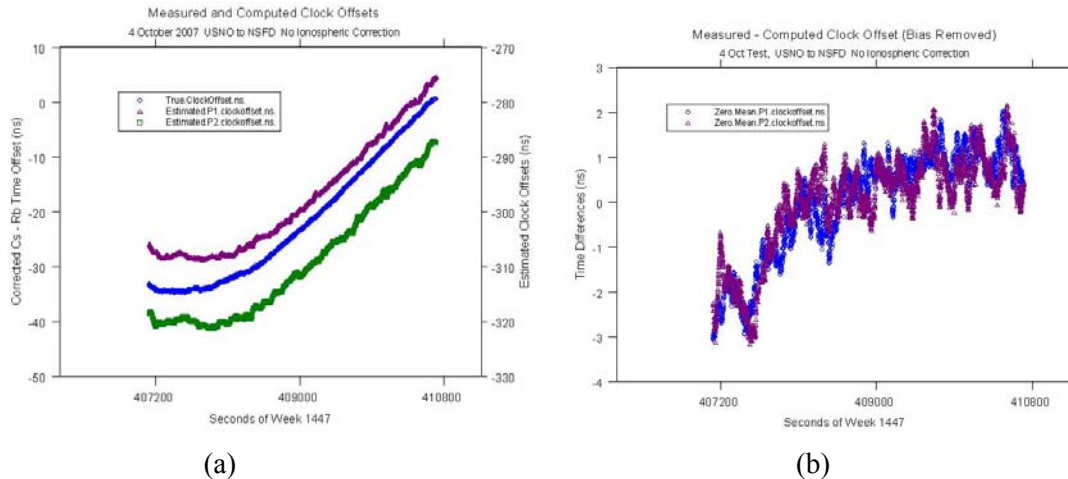 Measured and Computed Clock Offsets
4 October 2007 USNO to NSFD No Ionospheric Correction
True.ClockOffset.ns.
Estimated.P1.clockoffset.ns.
Estimated.P2.clockoffset.ns.
Corrected Cs - Rb Time Offset (ns)
10
0
-10
-20
-30
-40
-50
Estimated Clock Offsets (ns)
-270
-280
-290
-300
-310
-320
-330
407200 409000 410800
Seconds of Week 1447
(a)
Measured - Computed Clock Offset (Bias Removed)
4 Oct Test, USNO to NSFD No Ionospheric Correction
Zero.Mean.P1.clockoffset.ns.
Zero.Mean.P2.clockoffset.ns.
Time Differences (ns)
3
2
1
0
-1
-2
-3
-4
407200 409000 410800
Seconds of Week 1447
(b)